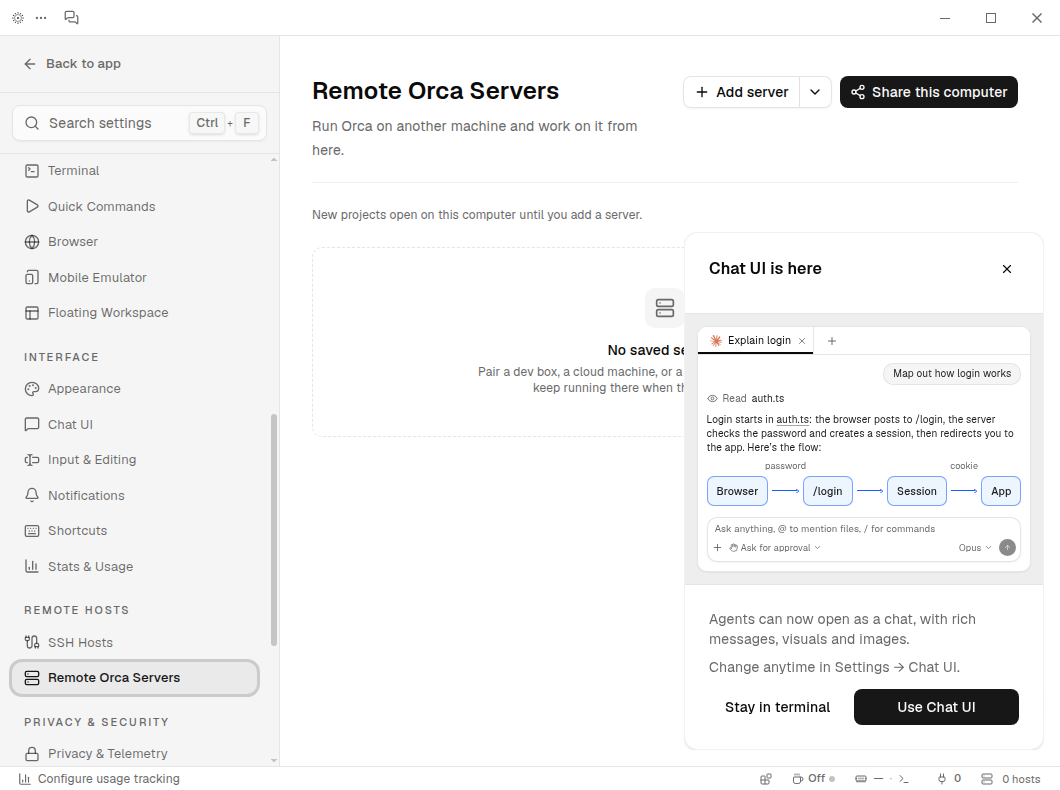 Back to app
Search settings Ctrl + F
Terminal
Quick Commands
Browser
Mobile Emulator
Floating Workspace
INTERFACE
Appearance
Chat UI
Input & Editing
Notifications
Shortcuts
Stats & Usage
REMOTE HOSTS
SSH Hosts
Remote Orca Servers
PRIVACY & SECURITY
Privacy & Telemetry
Remote Orca Servers
Add server
Share this computer
Run Orca on another machine and work on it from
here.
New projects open on this computer until you add a server.
No saved se
Pair a dev box, a cloud machine, or a
keep running there when th
Chat UI is here
Explain login
Map out how login works
Read auth.ts
Login starts in auth.ts: the browser posts to /login, the server
checks the password and creates a session, then redirects you to
the app. Here's the flow:
password cookie
Browser /login Session App
Ask anything, @ to mention files, / for commands
Ask for approval Opus
Agents can now open as a chat, with rich
messages, visuals and images.
Change anytime in Settings → Chat UI.
Stay in terminal Use Chat UI
Configure usage tracking
Off — · 0 0 hosts